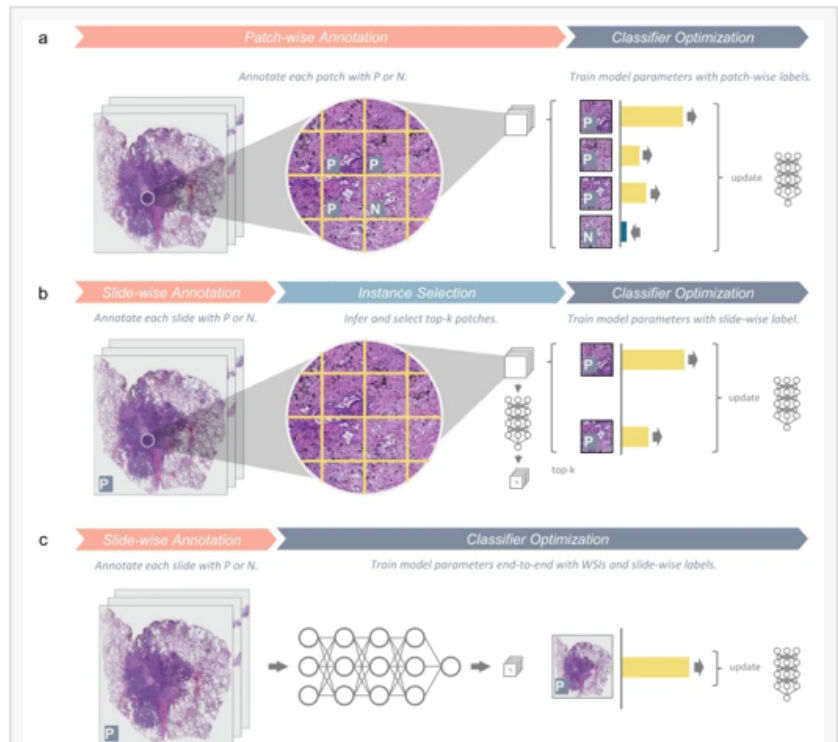 a
Patch-wise Annotation
Classifier Optimization
Annotate each patch with P or N.
Train model parameters with patch-wise labels.
P
P
P
N
P
P
P
N
update
b
Slide-wise Annotation
Instance Selection
Classifier Optimization
Annotate each slide with P or N.
Infer and select top-k patches.
Train model parameters with slide-wise label.
P
P
P
top-k
update
c
Slide-wise Annotation
Classifier Optimization
Annotate each slide with P or N.
Train model parameters end-to-end with WSIs and slide-wise labels.
P
P
update